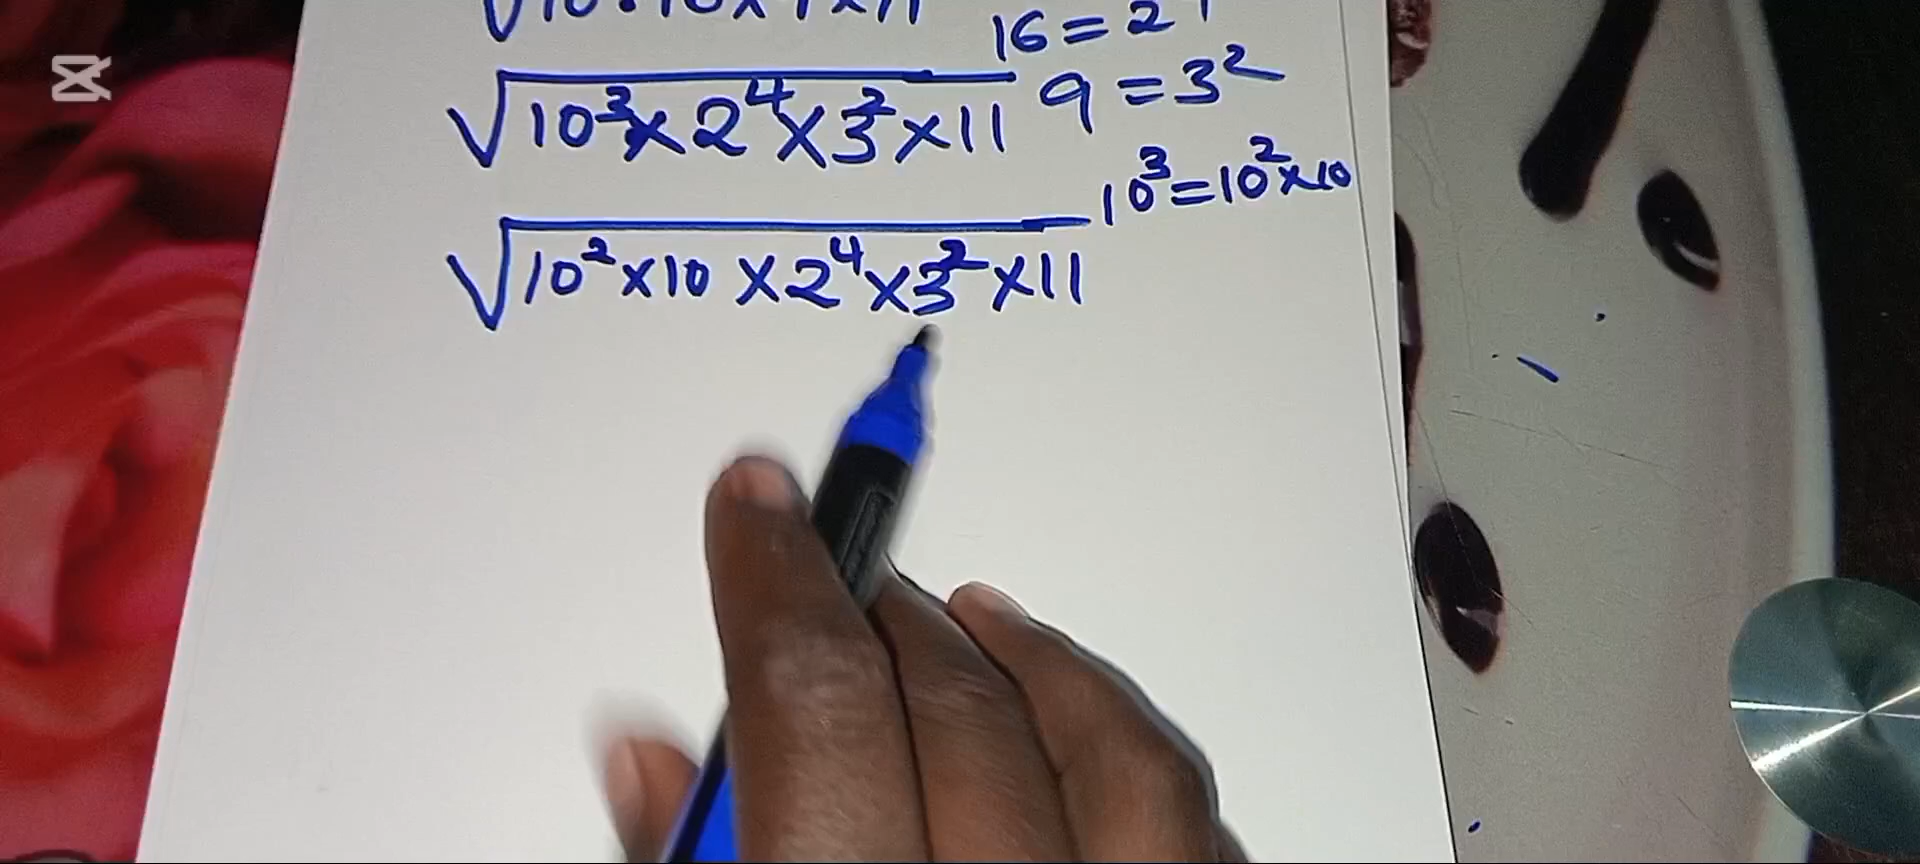 16 = 2
√10³ × 2⁴ × 3² × 11
9 = 3²
10³ = 10² × 10
√10² × 10 × 2⁴ × 3² × 11